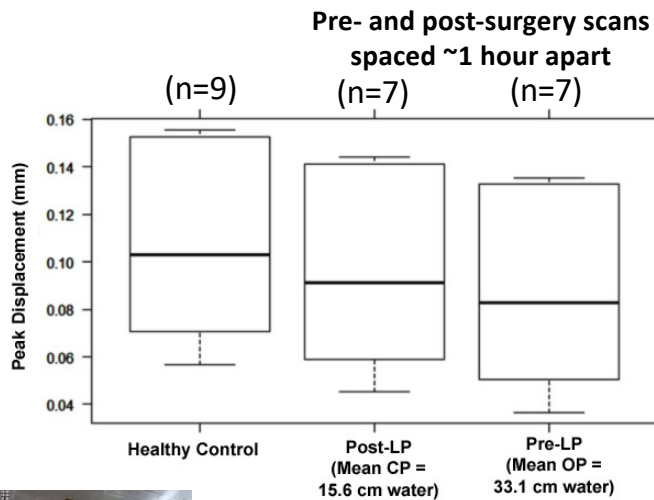 Pre- and post-surgery scans
spaced ~1 hour apart
(n=9) (n=7) (n=7)
0.16
0.14
0.12
0.10
0.08
0.06
0.04
Peak Displacement (mm)
Healthy Control
Post-LP
(Mean CP =
15.6 cm water)
Pre-LP
(Mean OP =
33.1 cm water)